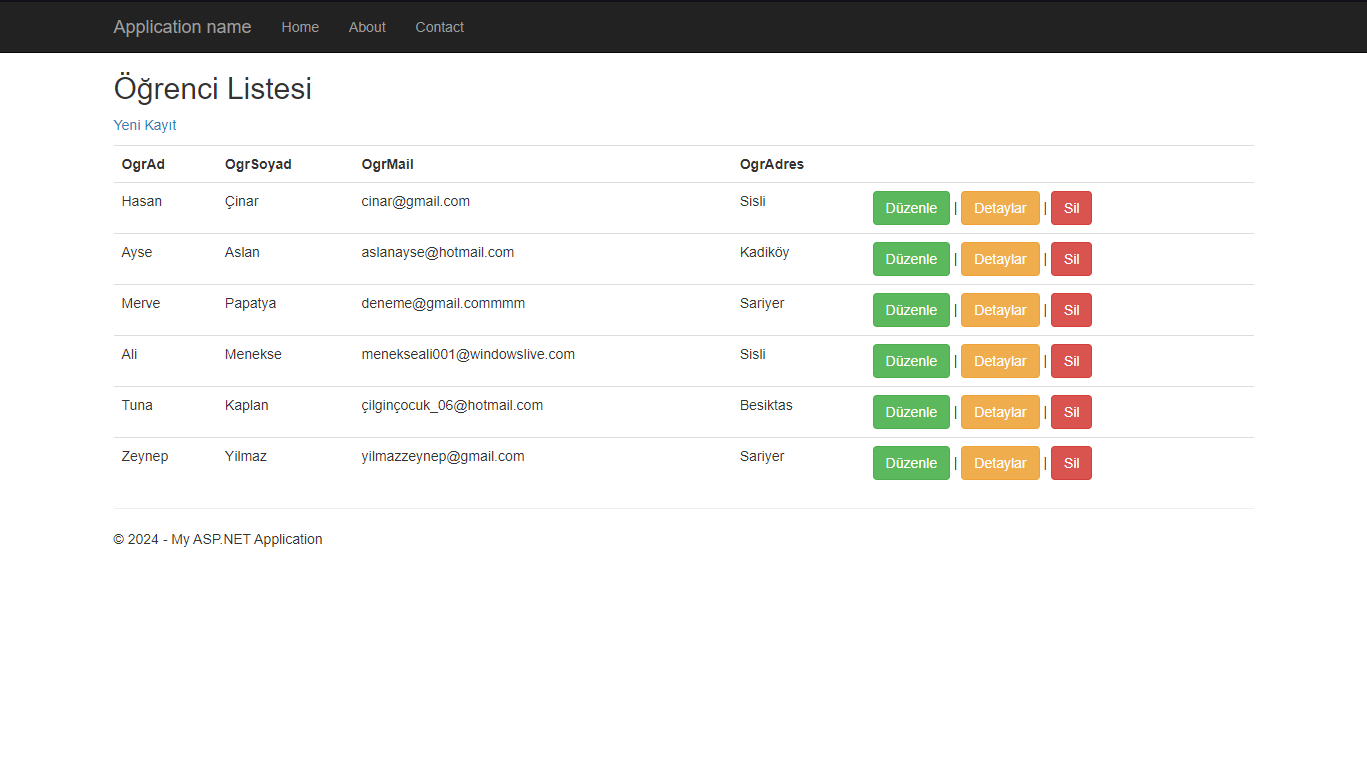 Application name Home About Contact
Öğrenci Listesi
Yeni Kayıt
OgrAd OgrSoyad OgrMail OgrAdres
Hasan Çinar cinar@gmail.com Sisli Düzenle | Detaylar | Sil
Ayse Aslan aslanayse@hotmail.com Kadiköy Düzenle | Detaylar | Sil
Merve Papatya deneme@gmail.commmm Sariyer Düzenle | Detaylar | Sil
Ali Menekse menekseali001@windowslive.com Sisli Düzenle | Detaylar | Sil
Tuna Kaplan çilginçocuk_06@hotmail.com Besiktas Düzenle | Detaylar | Sil
Zeynep Yilmaz yilmazzeynep@gmail.com Sariyer Düzenle | Detaylar | Sil
© 2024 - My ASP.NET Application